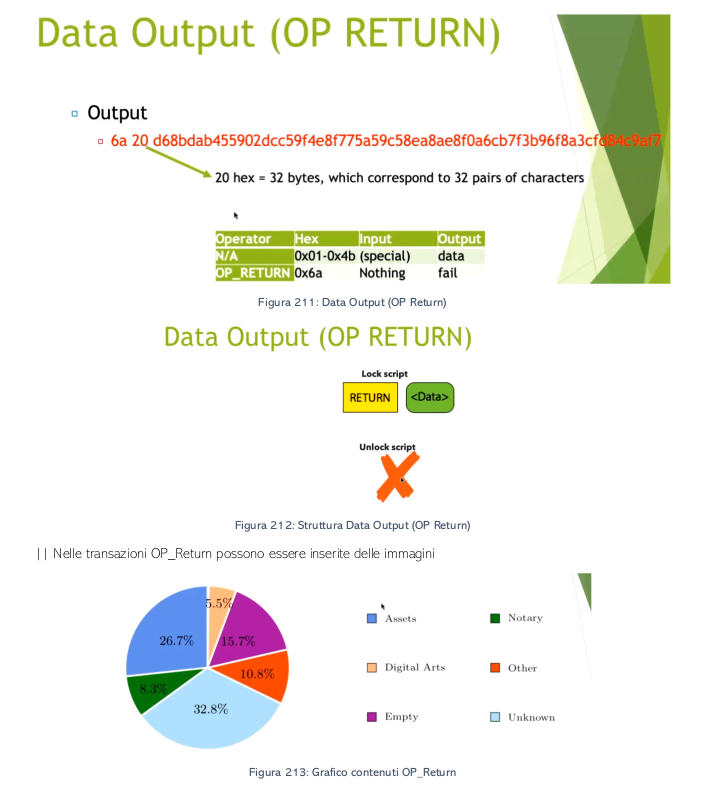 Data Output (OP RETURN)
Output
6a 20 d68bdab455902dcc59f4e8f775a59c58ea8ae8f0a6cb7f3b96f8a3cfd84c9af7
20 hex = 32 bytes, which correspond to 32 pairs of characters
Operator Hex Input Output
N/A 0x01-0x4b (special) data
OP_RETURN 0x6a Nothing fail
Figura 211: Data Output (OP Return)
Data Output (OP RETURN)
Lock script
RETURN <Data>
Unlock script
Figura 212: Struttura Data Output (OP Return)
|| Nelle transazioni OP_Return possono essere inserite delle immagini
5.5%
26.7% 15.7%
10.8%
8.3%
32.8%
Assets Notary
Digital Arts Other
Empty Unknown
Figura 213: Grafico contenuti OP_Return